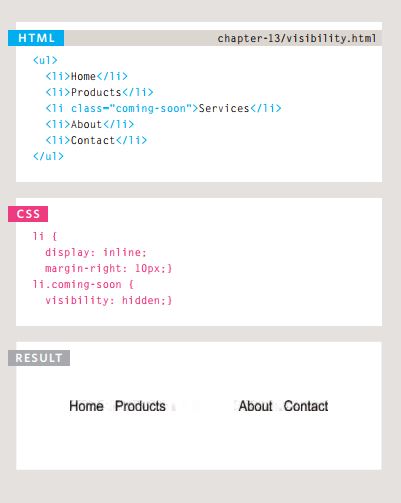 HTML chapter-13/visibility.html
<ul>
<li>Home</li>
<li>Products</li>
<li class="coming-soon">Services</li>
<li>About</li>
<li>Contact</li>
</ul>
CSS
li {
display: inline;
margin-right: 10px;}
li.coming-soon {
visibility: hidden;}
RESULT
Home Products About Contact